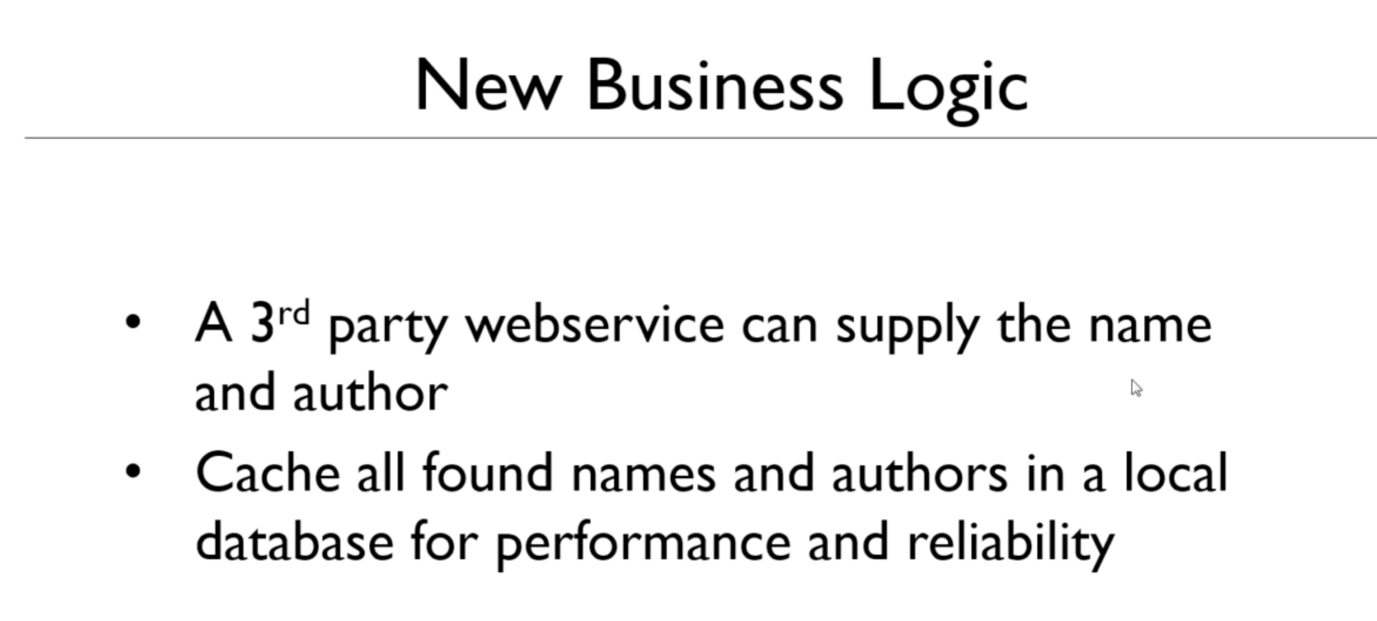 New Business Logic
• A 3rd party webservice can supply the name
and author
• Cache all found names and authors in a local
database for performance and reliability